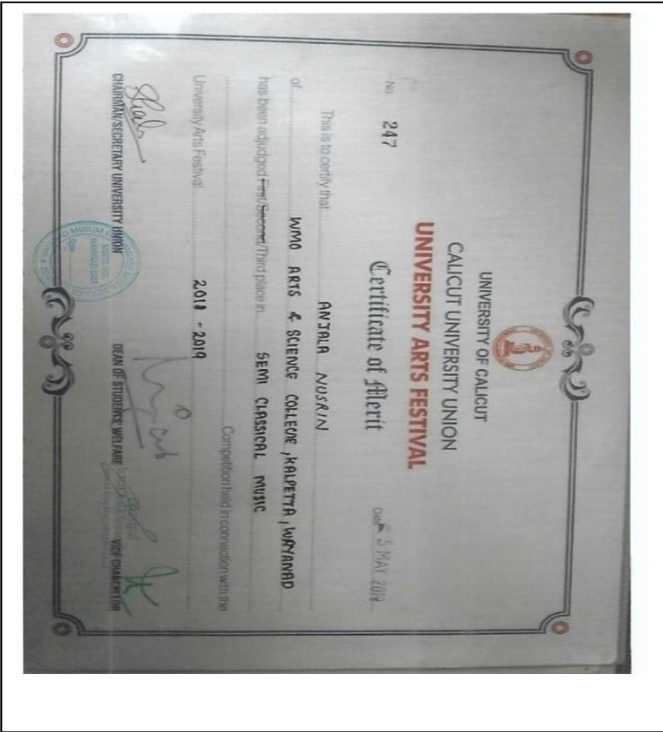 UNIVERSITY OF CALICUT
CALICUT UNIVERSITY UNION
UNIVERSITY ARTS FESTIVAL
No. 247
Certificate of Merit
Date 5 MAY 2019
This is to certify that ANJALA NUSRIN
of WMO ARTS & SCIENCE COLLEGE, KALPETTA, WAYANAD
has been adjudged First/Second/Third place in SEMI CLASSICAL MUSIC
Competition held in connection with the
University Arts Festival 2018 - 2019
CHAIRMAN/SECRETARY UNIVERSITY UNION DEAN OF STUDENTS' WELFARE VICE CHANCELLOR